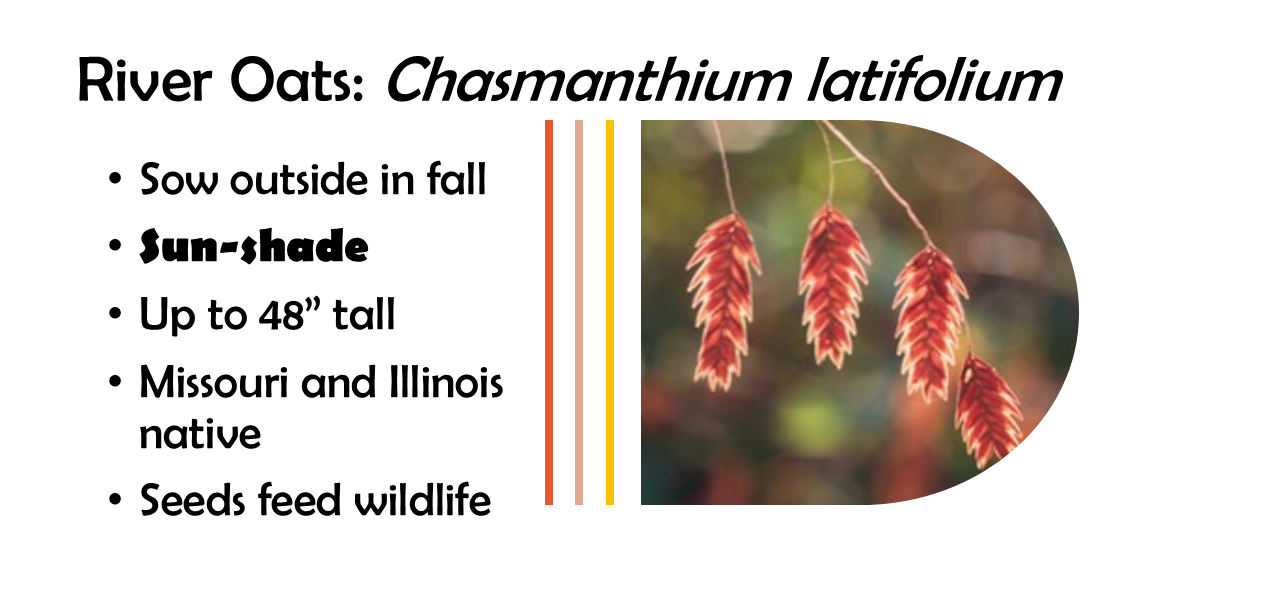 River Oats: Chasmanthium latifolium
• Sow outside in fall
• Sun-shade
• Up to 48” tall
• Missouri and Illinois
native
• Seeds feed wildlife